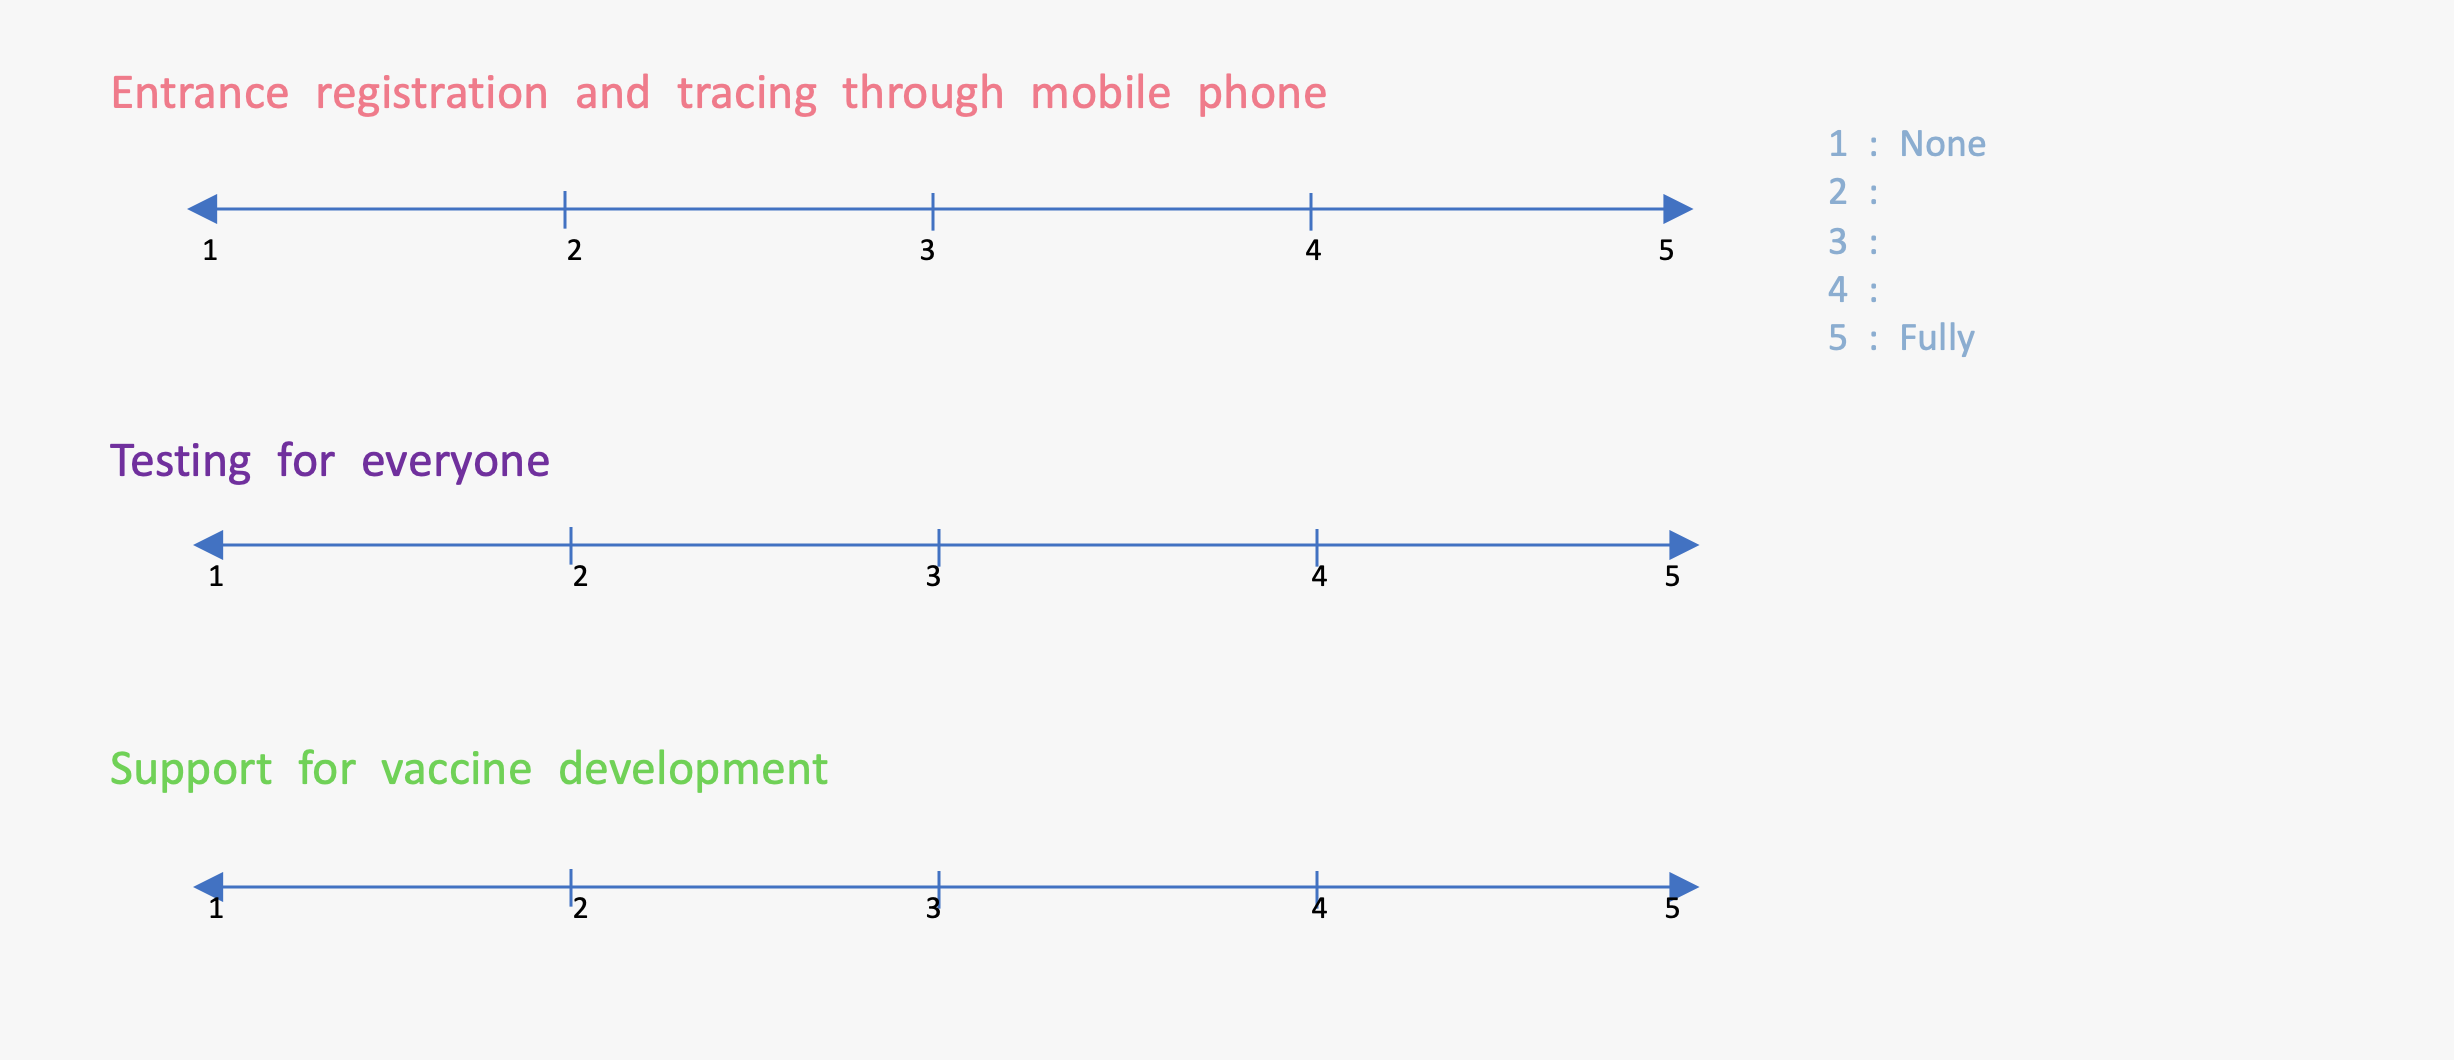 Entrance registration and tracing through mobile phone
1 2 3 4 5
1 : None
2 :
3 :
4 :
5 : Fully
Testing for everyone
1 2 3 4 5
Support for vaccine development
1 2 3 4 5